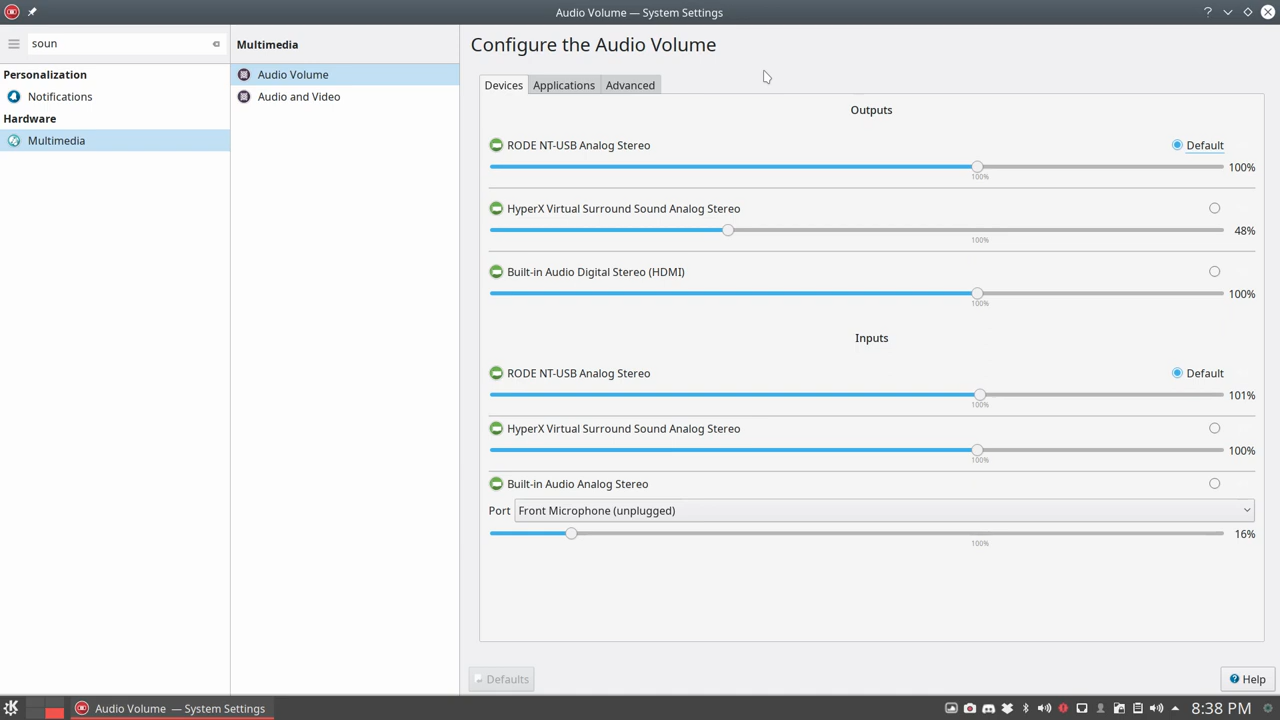 Audio Volume — System Settings
soun
Personalization
Notifications
Hardware
Multimedia
Multimedia
Audio Volume
Audio and Video
Configure the Audio Volume
Devices Applications Advanced
Outputs
RODE NT-USB Analog Stereo Default
100%
100%
HyperX Virtual Surround Sound Analog Stereo
48%
100%
Built-in Audio Digital Stereo (HDMI)
100%
100%
Inputs
RODE NT-USB Analog Stereo Default
101%
100%
HyperX Virtual Surround Sound Analog Stereo
100%
100%
Built-in Audio Analog Stereo
Port Front Microphone (unplugged)
16%
100%
Defaults Help
Audio Volume — System Settings 8:38 PM